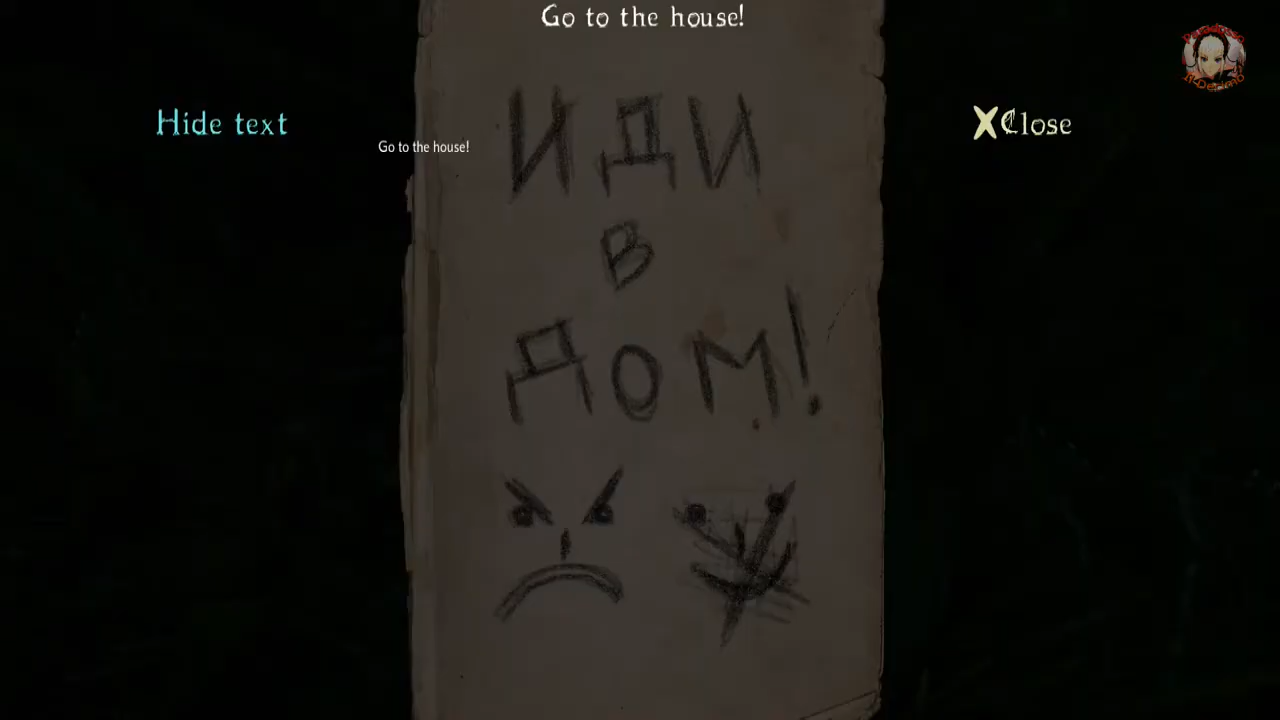 Go to the house!
Hide text
Close
Go to the house!
ИДИ
В
ДОМ!